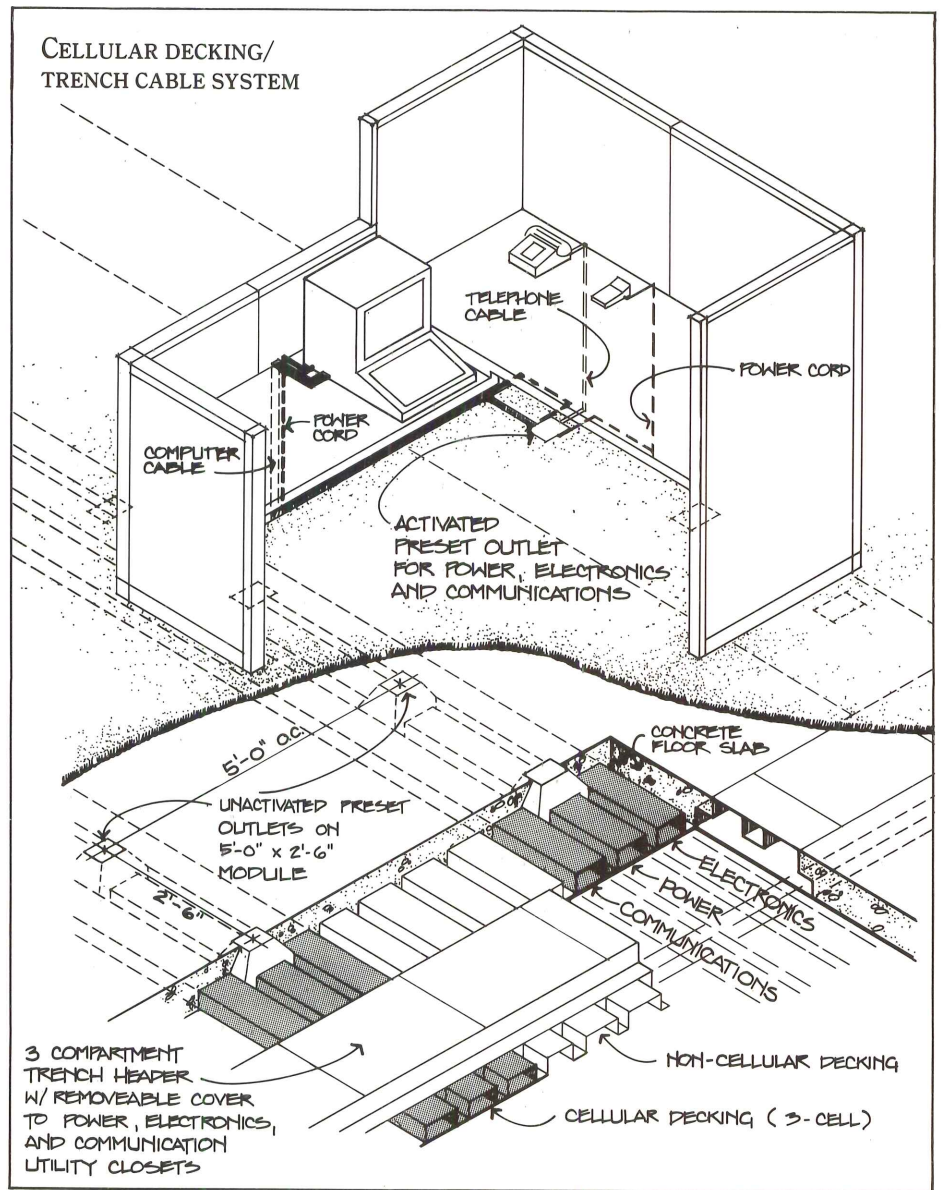 CELLULAR DECKING/
TRENCH CABLE SYSTEM
TELEPHONE
CABLE
POWER CORD
POWER
CORD
COMPUTER
CABLE
ACTIVATED
PRESET OUTLET
FOR POWER, ELECTRONICS
AND COMMUNICATIONS
CONCRETE
FLOOR SLAB
5'-0" O.C.
UNACTIVATED PRESET
OUTLETS ON
5'-0" x 2'-6"
MODULE
2'-6"
ELECTRONICS
POWER
COMMUNICATIONS
3 COMPARTMENT
TRENCH HEADER
W/ REMOVEABLE COVER
TO POWER, ELECTRONICS,
AND COMMUNICATION
UTILITY CLOSETS
NON-CELLULAR DECKING
CELLULAR DECKING (3-CELL)